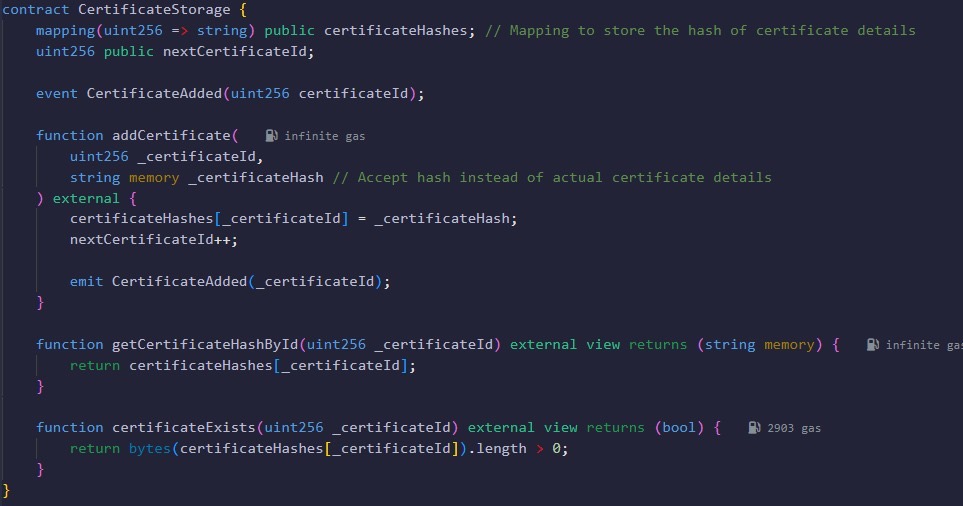 contract CertificateStorage {
mapping(uint256 => string) public certificateHashes; // Mapping to store the hash of certificate details
uint256 public nextCertificateId;
event CertificateAdded(uint256 certificateId);
function addCertificate( infinite gas
uint256 _certificateId,
string memory _certificateHash // Accept hash instead of actual certificate details
) external {
certificateHashes[_certificateId] = _certificateHash;
nextCertificateId++;
emit CertificateAdded(_certificateId);
}
function getCertificateHashById(uint256 _certificateId) external view returns (string memory) { infinite gas
return certificateHashes[_certificateId];
}
function certificateExists(uint256 _certificateId) external view returns (bool) { 2903 gas
return bytes(certificateHashes[_certificateId]).length > 0;
}
}